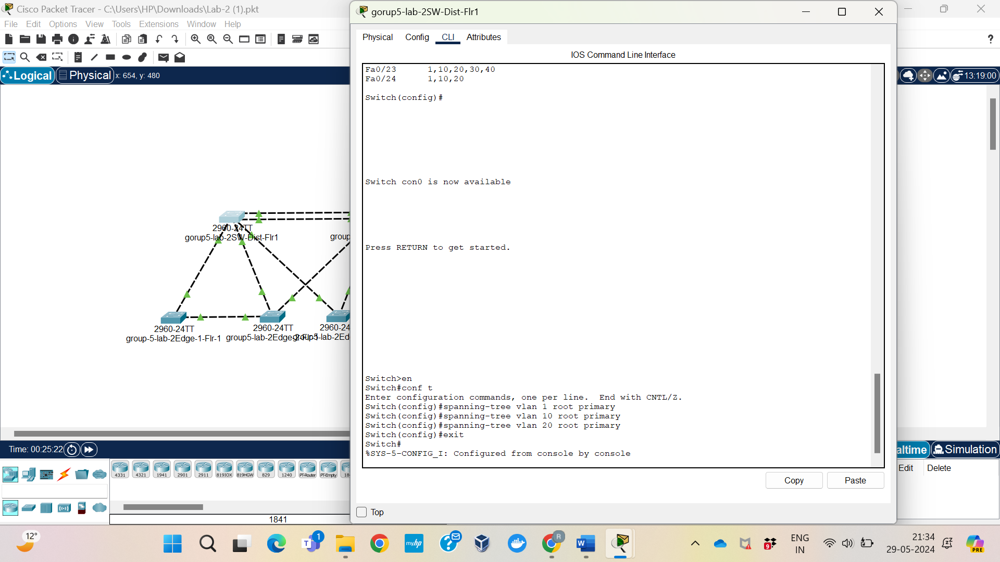 Cisco Packet Tracer - C:\Users\HP\Downloads\Lab-2 (1).pkt
File Edit Options View Tools Extensions Window Help
Logical
Physical
x: 654, y: 480
13:19:00
?
gorup5-lab-2SW-Dist-Flr1
Physical Config CLI Attributes
IOS Command Line Interface
Fa0/23 1,10,20,30,40
Fa0/24 1,10,20
Switch(config)#
Switch con0 is now available
Press RETURN to get started.
Switch>en
Switch#conf t
Enter configuration commands, one per line. End with CNTL/Z.
Switch(config)#spanning-tree vlan 1 root primary
Switch(config)#spanning-tree vlan 10 root primary
Switch(config)#spanning-tree vlan 20 root primary
Switch(config)#exit
Switch#
%SYS-5-CONFIG_I: Configured from console by console
Copy
Paste
Top
2960-24TT
gorup5-lab-2SW-Dist-Flr1
group
2960-24TT
group-5-lab-2Edge-1-Flr-1
2960-24TT
group5-lab-2Edge-2-Flr1
2960-24
group5-lab-2Ed
Time: 00:25:22
altime
Simulation
Edit Delete
4331 4321 1941 2901 2911 819IOX 819HGW 829 1240 PT-Router PT-Empty 18
1841
12°
1
T
myhp
R
W
9
ENG
IN
21:34
29-05-2024
PRE